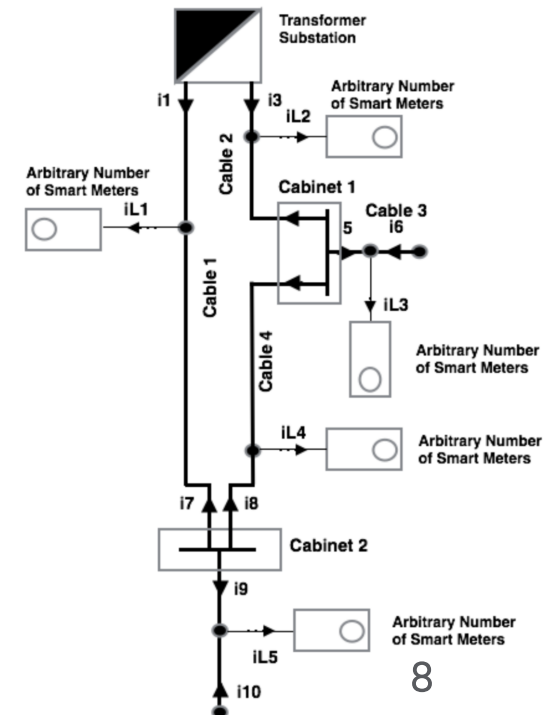 Transformer
Substation
i1
i3
Arbitrary Number
of Smart Meters
iL2
Cable 2
Arbitrary Number
of Smart Meters
iL1
Cabinet 1
Cable 3
5
i6
Cable 1
iL3
Cable 4
Arbitrary Number
of Smart Meters
iL4
Arbitrary Number
of Smart Meters
i7
i8
Cabinet 2
i9
Arbitrary Number
of Smart Meters
iL5
8
i10